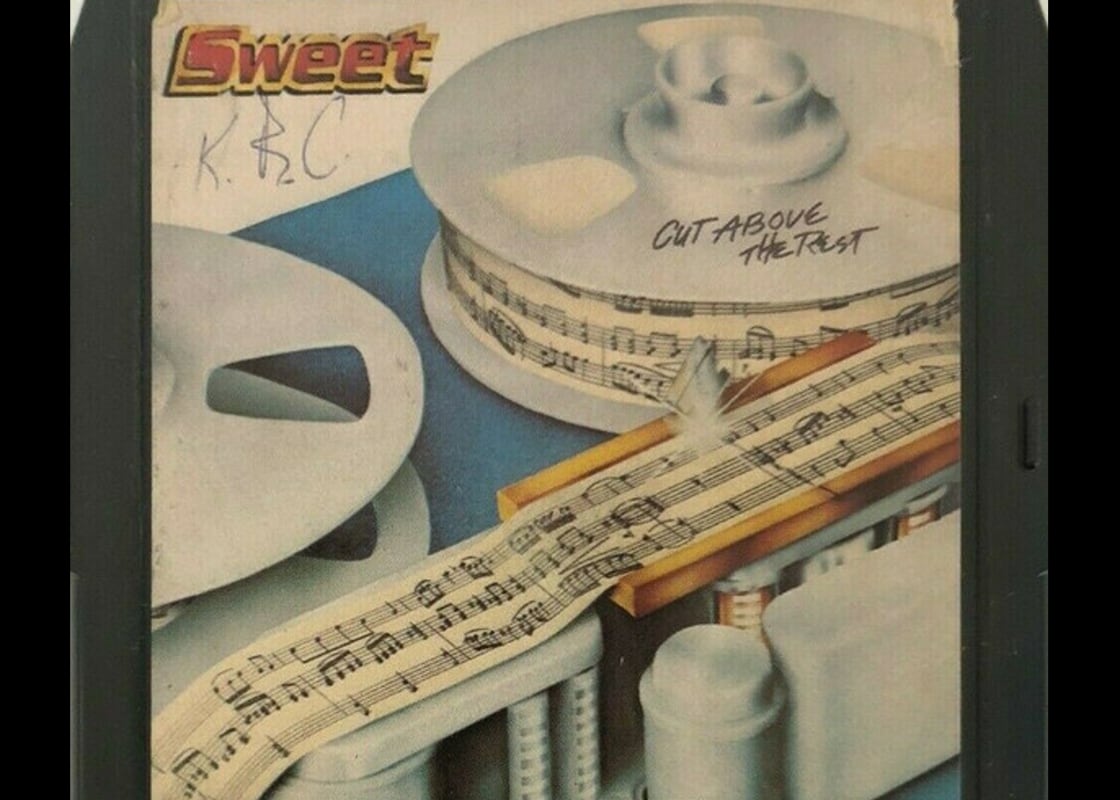 Sweet
K. R. C.
CUT ABOVE
THE REST